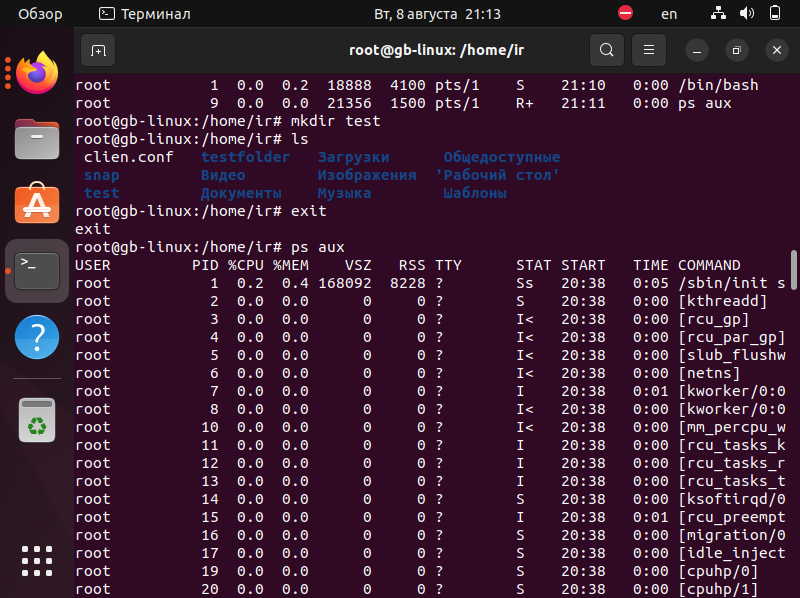 Обзор Терминал Вт, 8 августа 21:13 en
root@gb-linux: /home/ir
root 1 0.0 0.2 18888 4100 pts/1 S 21:10 0:00 /bin/bash
root 9 0.0 0.0 21356 1500 pts/1 R+ 21:11 0:00 ps aux
root@gb-linux:/home/ir# mkdir test
root@gb-linux:/home/ir# ls
clien.conf testfolder Загрузки Общедоступные
snap Видео Изображения 'Рабочий стол'
test Документы Музыка Шаблоны
root@gb-linux:/home/ir# exit
exit
root@gb-linux:/home/ir# ps aux
USER PID %CPU %MEM VSZ RSS TTY STAT START TIME COMMAND
root 1 0.2 0.4 168092 8228 ? Ss 20:38 0:05 /sbin/init s
root 2 0.0 0.0 0 0 ? S 20:38 0:00 [kthreadd]
root 3 0.0 0.0 0 0 ? I< 20:38 0:00 [rcu_gp]
root 4 0.0 0.0 0 0 ? I< 20:38 0:00 [rcu_par_gp]
root 5 0.0 0.0 0 0 ? I< 20:38 0:00 [slub_flushw
root 6 0.0 0.0 0 0 ? I< 20:38 0:00 [netns]
root 7 0.0 0.0 0 0 ? I 20:38 0:01 [kworker/0:0
root 8 0.0 0.0 0 0 ? I< 20:38 0:00 [kworker/0:0
root 10 0.0 0.0 0 0 ? I< 20:38 0:00 [mm_percpu_w
root 11 0.0 0.0 0 0 ? I 20:38 0:00 [rcu_tasks_k
root 12 0.0 0.0 0 0 ? I 20:38 0:00 [rcu_tasks_r
root 13 0.0 0.0 0 0 ? I 20:38 0:00 [rcu_tasks_t
root 14 0.0 0.0 0 0 ? S 20:38 0:00 [ksoftirqd/0
root 15 0.0 0.0 0 0 ? I 20:38 0:01 [rcu_preempt
root 16 0.0 0.0 0 0 ? S 20:38 0:00 [migration/0
root 17 0.0 0.0 0 0 ? S 20:38 0:00 [idle_inject
root 19 0.0 0.0 0 0 ? S 20:38 0:00 [cpuhp/0]
root 20 0.0 0.0 0 0 ? S 20:38 0:00 [cpuhp/1]